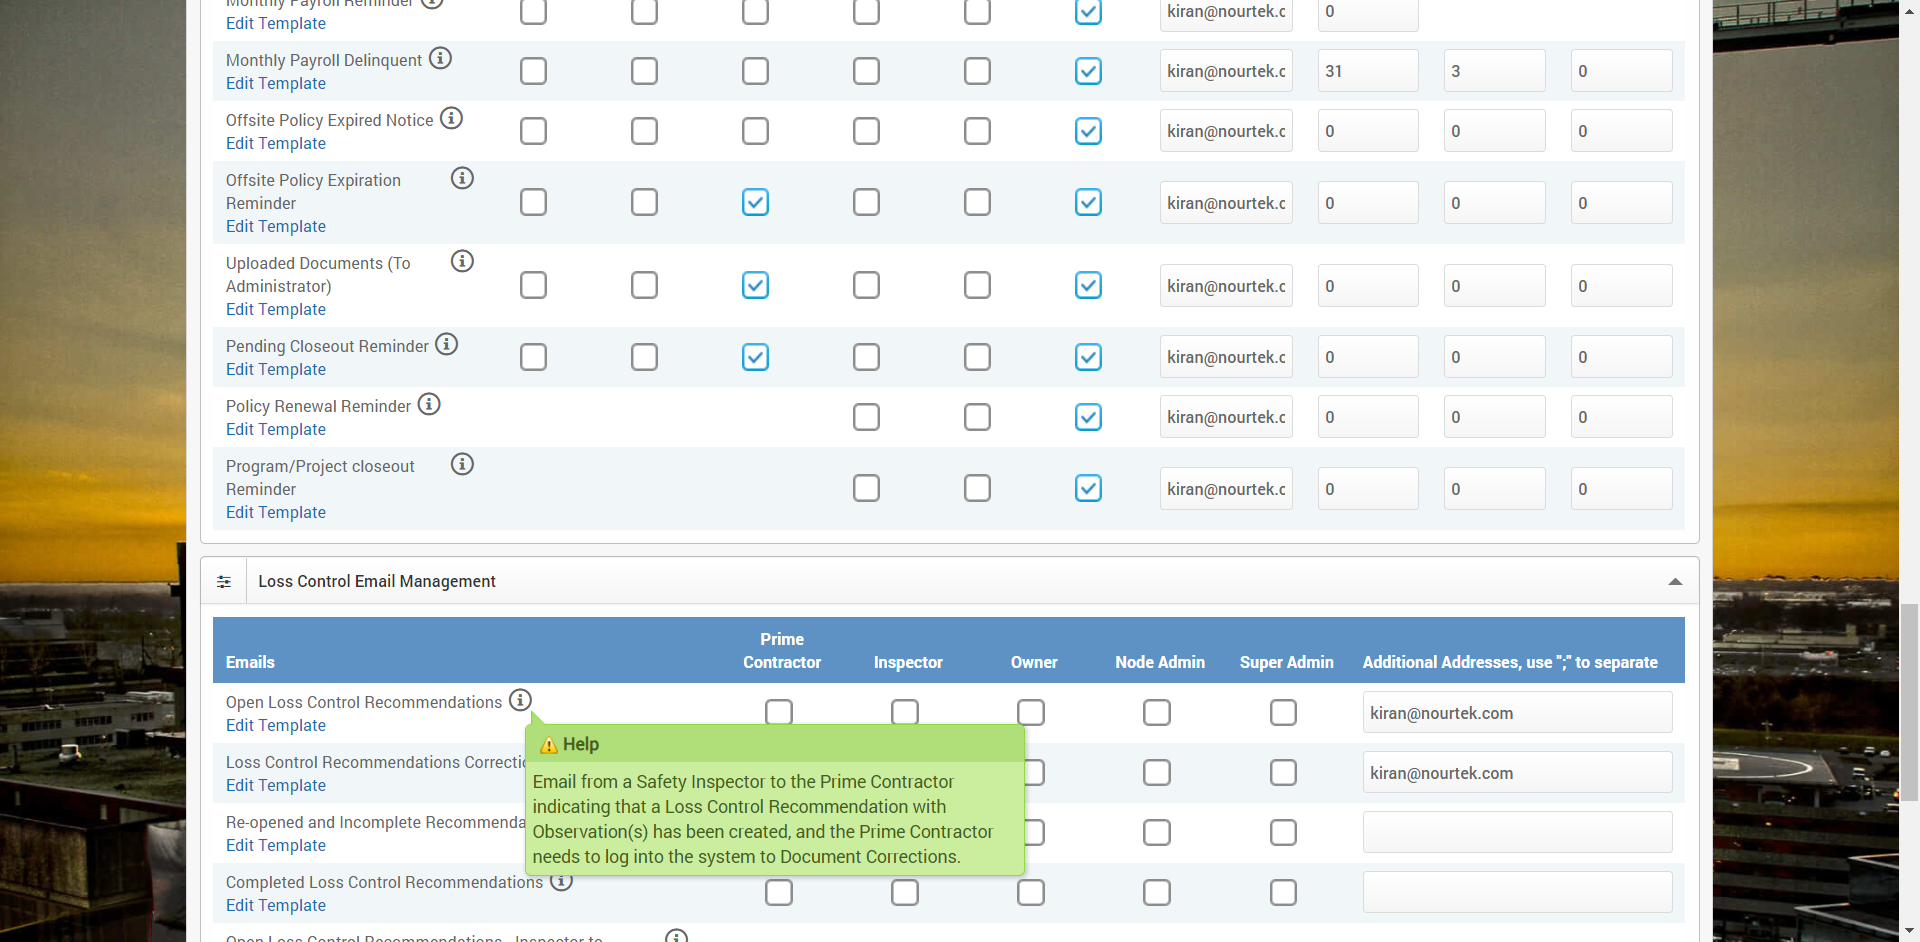 Monthly Payroll Reminder
Edit Template
kiran@nourtek.c
0
Monthly Payroll Delinquent
Edit Template
kiran@nourtek.c
31
3
0
Offsite Policy Expired Notice
Edit Template
kiran@nourtek.c
0
0
0
Offsite Policy Expiration
Reminder
Edit Template
kiran@nourtek.c
0
0
0
Uploaded Documents (To
Administrator)
Edit Template
kiran@nourtek.c
0
0
0
Pending Closeout Reminder
Edit Template
kiran@nourtek.c
0
0
0
Policy Renewal Reminder
Edit Template
kiran@nourtek.c
0
0
0
Program/Project closeout
Reminder
Edit Template
kiran@nourtek.c
0
0
0
Loss Control Email Management
Emails
Prime
Contractor
Inspector
Owner
Node Admin
Super Admin
Additional Addresses, use ";" to separate
Open Loss Control Recommendations
Edit Template
kiran@nourtek.com
Help
Email from a Safety Inspector to the Prime Contractor
indicating that a Loss Control Recommendation with
Observation(s) has been created, and the Prime Contractor
needs to log into the system to Document Corrections.
Loss Control Recommendations Correctio
Edit Template
kiran@nourtek.com
Re-opened and Incomplete Recommenda
Edit Template
Completed Loss Control Recommendations
Edit Template
Open Loss Control Recommendations - Inspector to